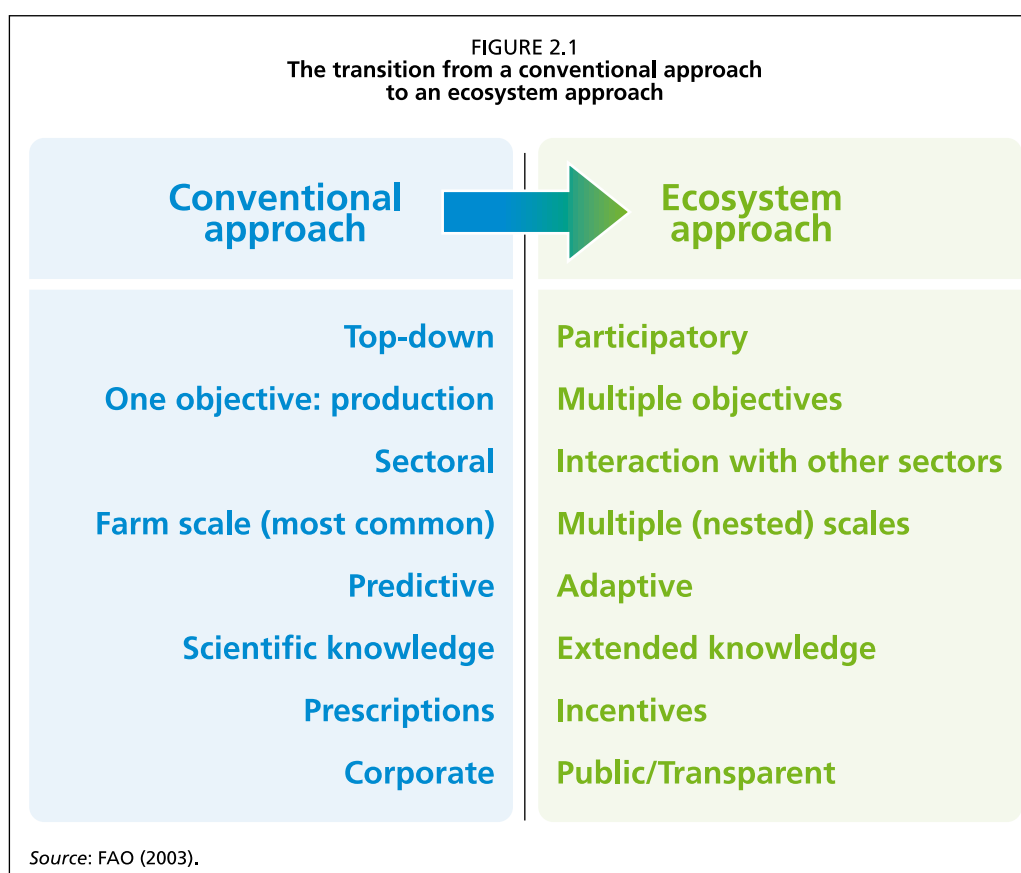 FIGURE 2.1
The transition from a conventional approach
to an ecosystem approach
Conventional
approach
Ecosystem
approach
Top-down
Participatory
One objective: production
Multiple objectives
Sectoral
Interaction with other sectors
Farm scale (most common)
Multiple (nested) scales
Predictive
Adaptive
Scientific knowledge
Extended knowledge
Prescriptions
Incentives
Corporate
Public/Transparent
Source: FAO (2003).